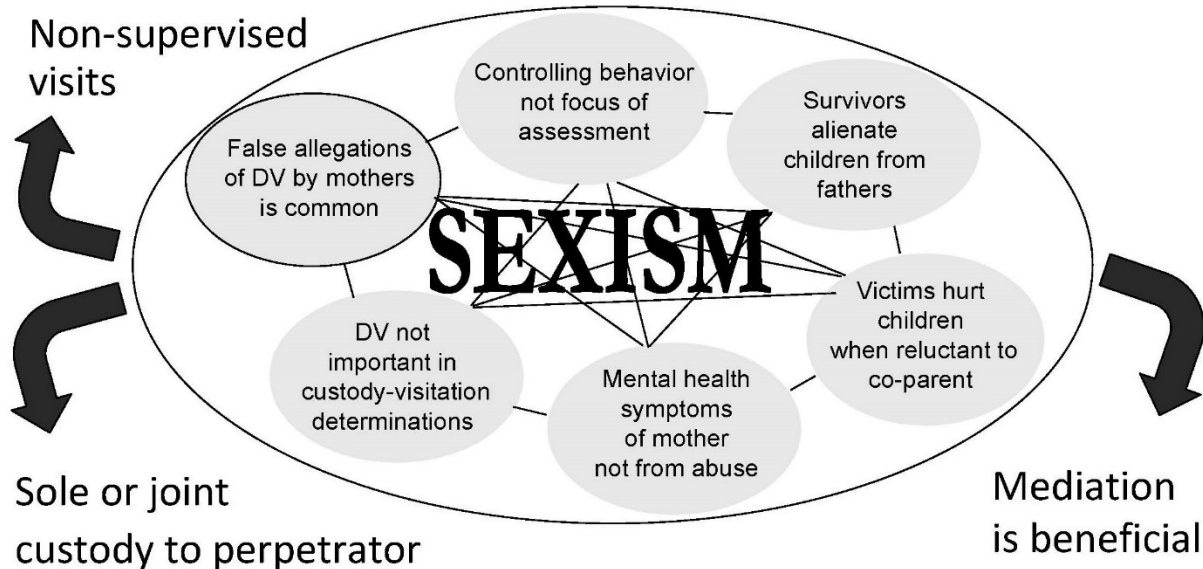 Non-supervised
visits
Controlling behavior
not focus of
assessment
Survivors
alienate
children from
fathers
False allegations
of DV by mothers
is common
SEXISM
Victims hurt
children
when reluctant to
co-parent
DV not
important in
custody-visitation
determinations
Mental health
symptoms
of mother
not from abuse
Sole or joint
custody to perpetrator
Mediation
is beneficial